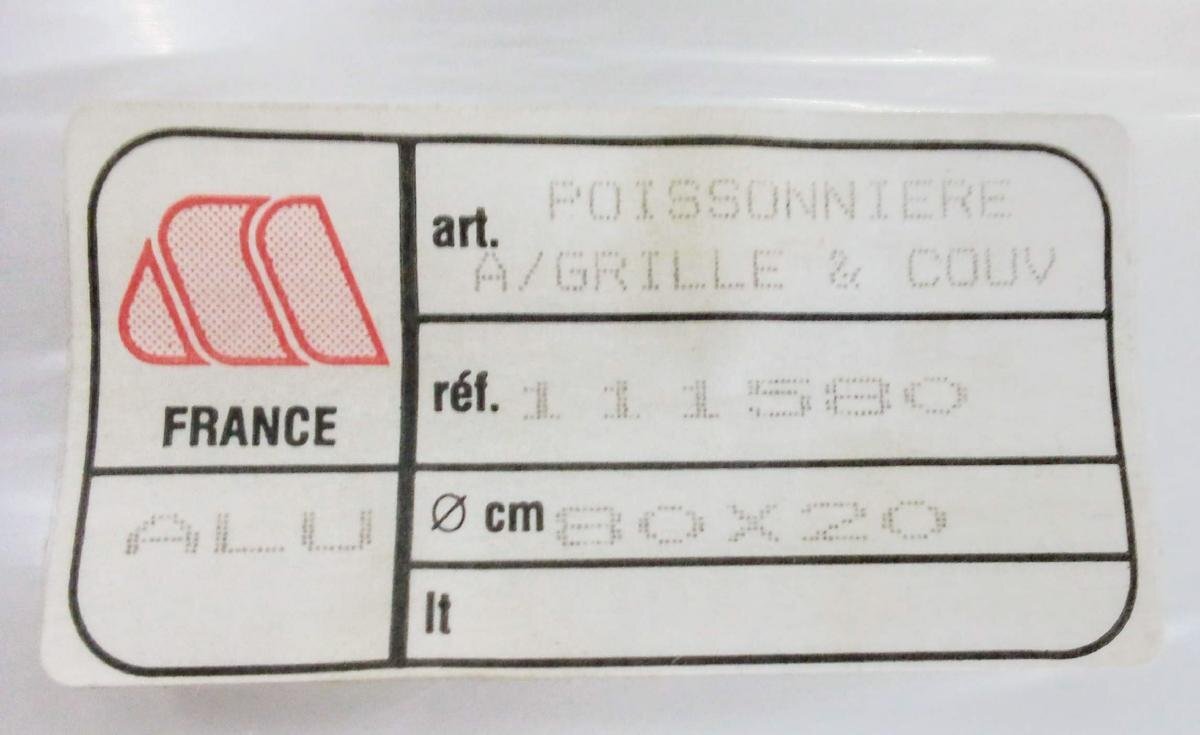 FRANCE
ALU
art. POISSONNIERE
A/GRILLE & COUV
réf. 111580
Ø cm 80X20
lt